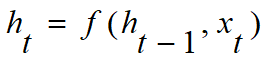 h_t = f(h_{t-1}, x_t)